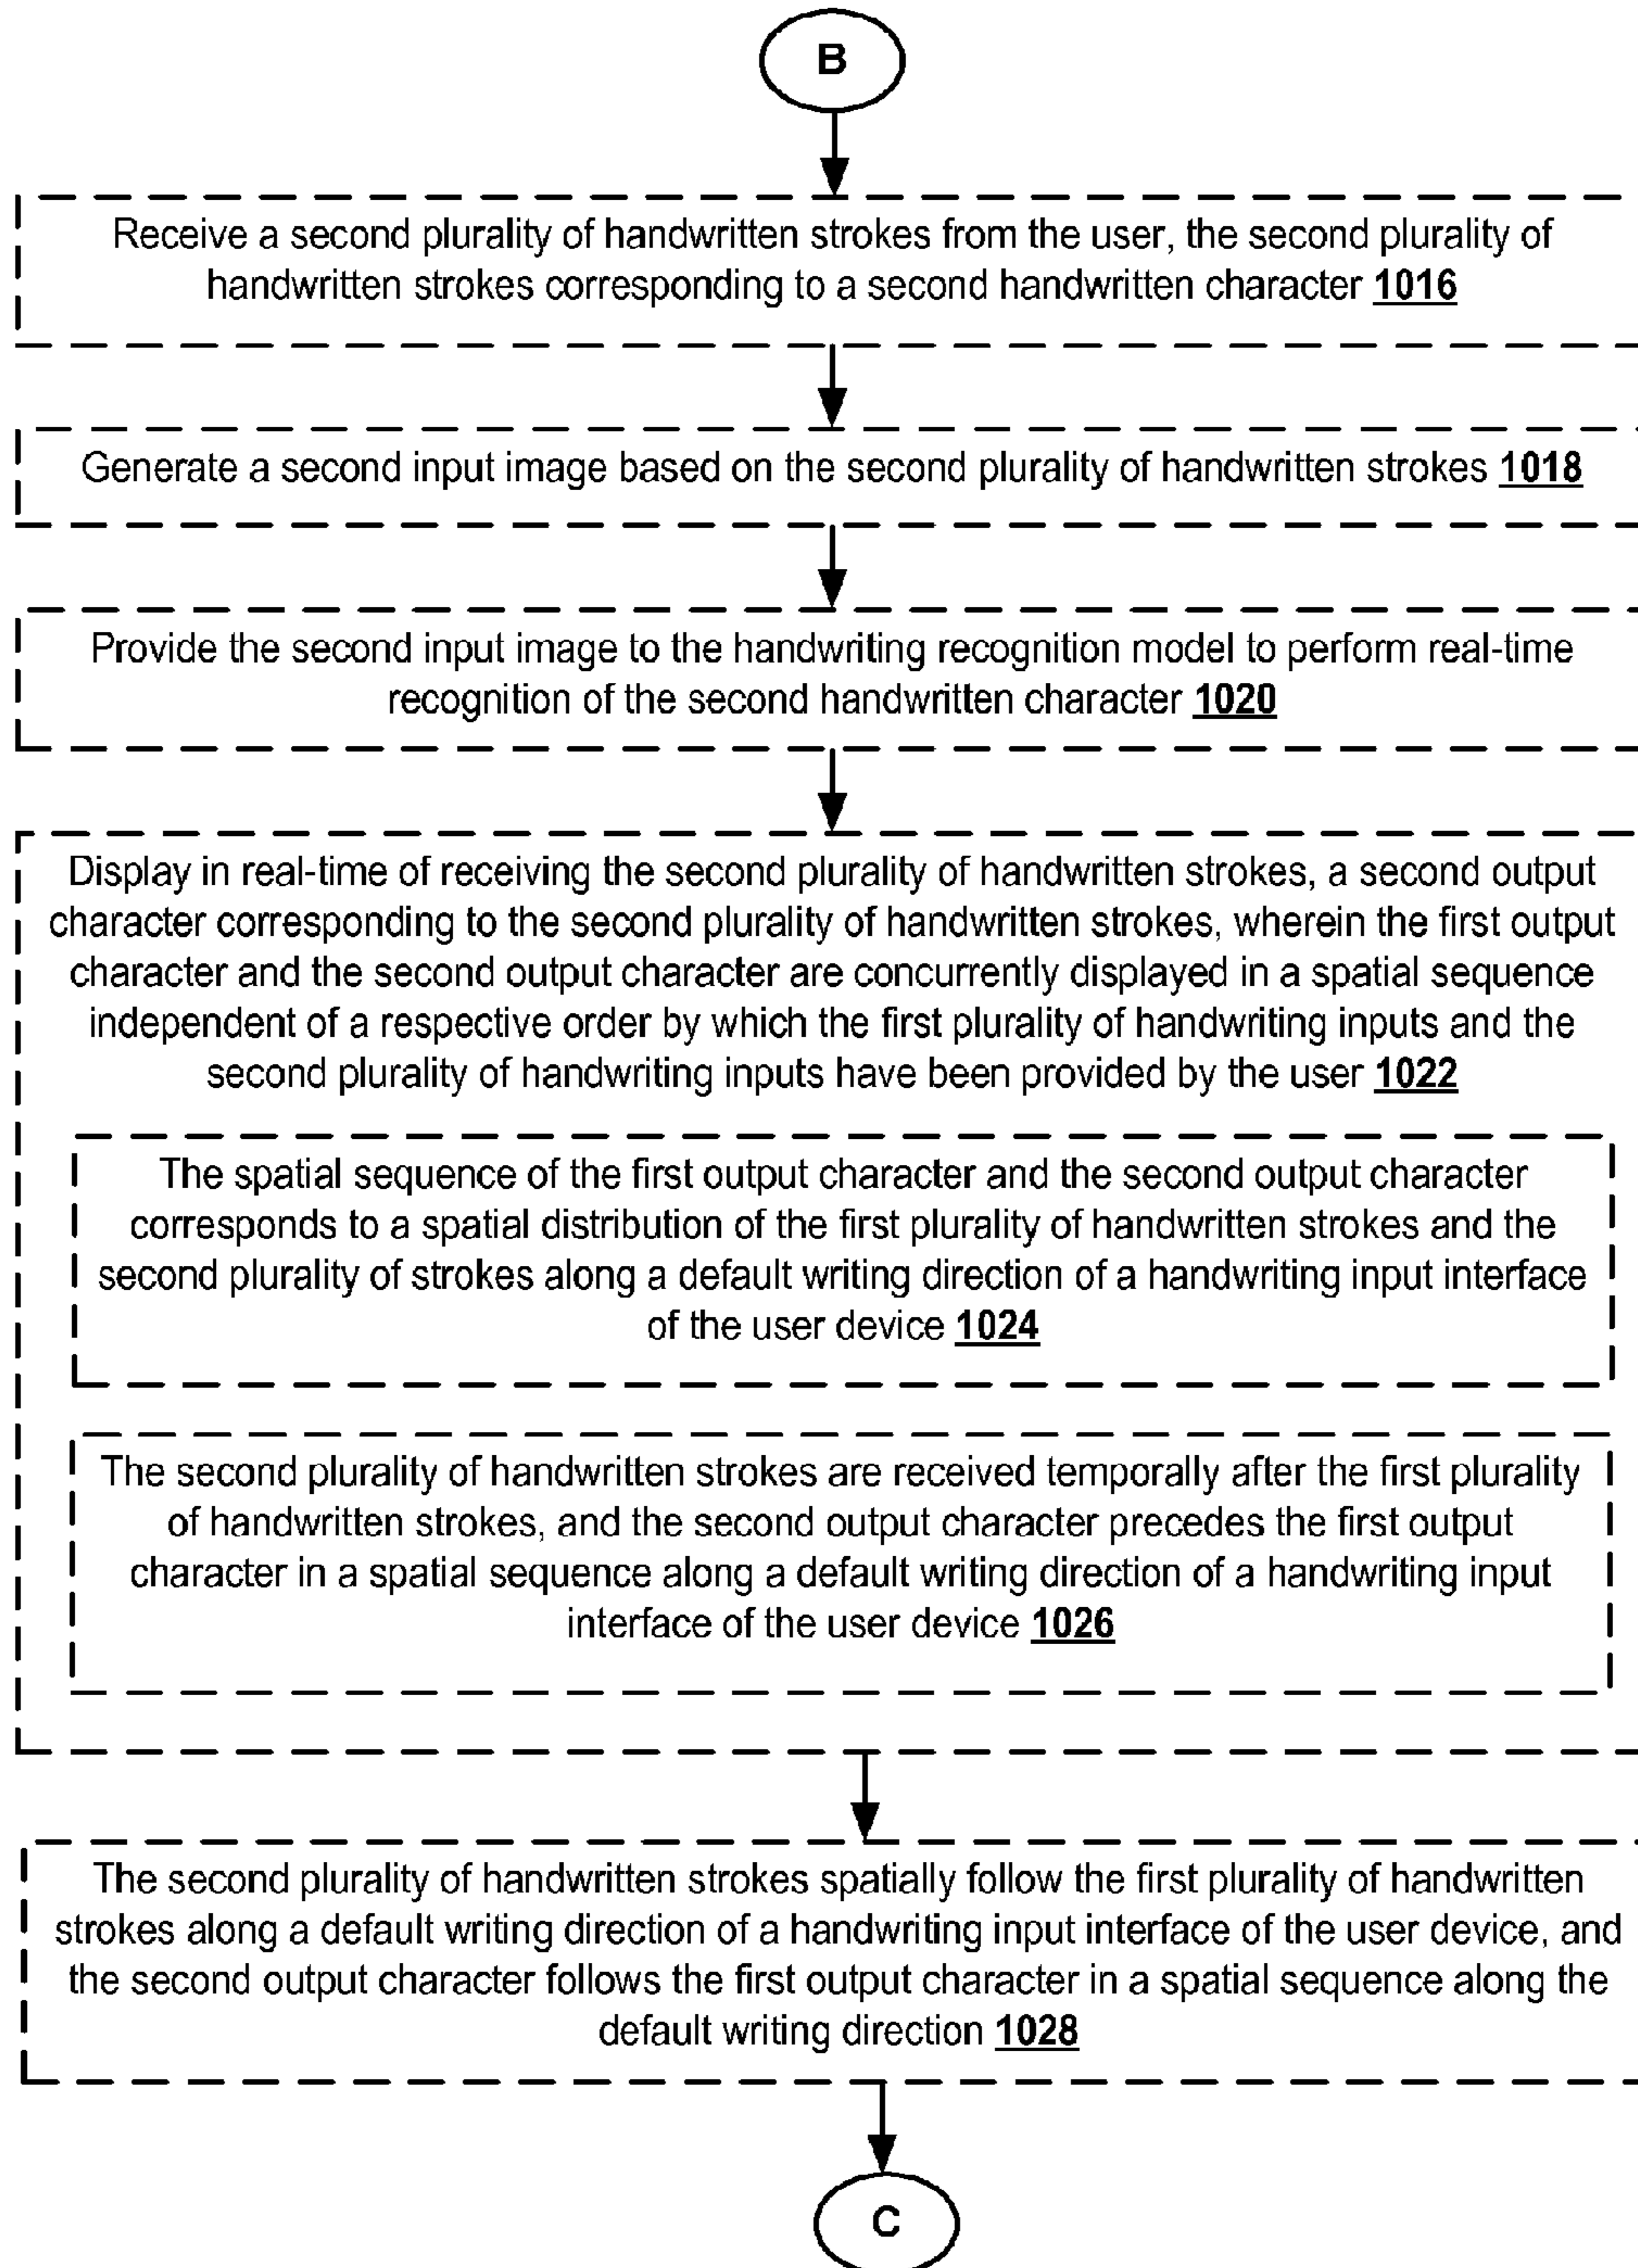 B
Receive a second plurality of handwritten strokes from the user, the second plurality of
handwritten strokes corresponding to a second handwritten character 1016
Generate a second input image based on the second plurality of handwritten strokes 1018
Provide the second input image to the handwriting recognition model to perform real-time
recognition of the second handwritten character 1020
Display in real-time of receiving the second plurality of handwritten strokes, a second output
character corresponding to the second plurality of handwritten strokes, wherein the first output
character and the second output character are concurrently displayed in a spatial sequence
independent of a respective order by which the first plurality of handwriting inputs and the
second plurality of handwriting inputs have been provided by the user 1022
The spatial sequence of the first output character and the second output character
corresponds to a spatial distribution of the first plurality of handwritten strokes and the
second plurality of strokes along a default writing direction of a handwriting input interface
of the user device 1024
The second plurality of handwritten strokes are received temporally after the first plurality
of handwritten strokes, and the second output character precedes the first output
character in a spatial sequence along a default writing direction of a handwriting input
interface of the user device 1026
The second plurality of handwritten strokes spatially follow the first plurality of handwritten
strokes along a default writing direction of a handwriting input interface of the user device, and
the second output character follows the first output character in a spatial sequence along the
default writing direction 1028
C